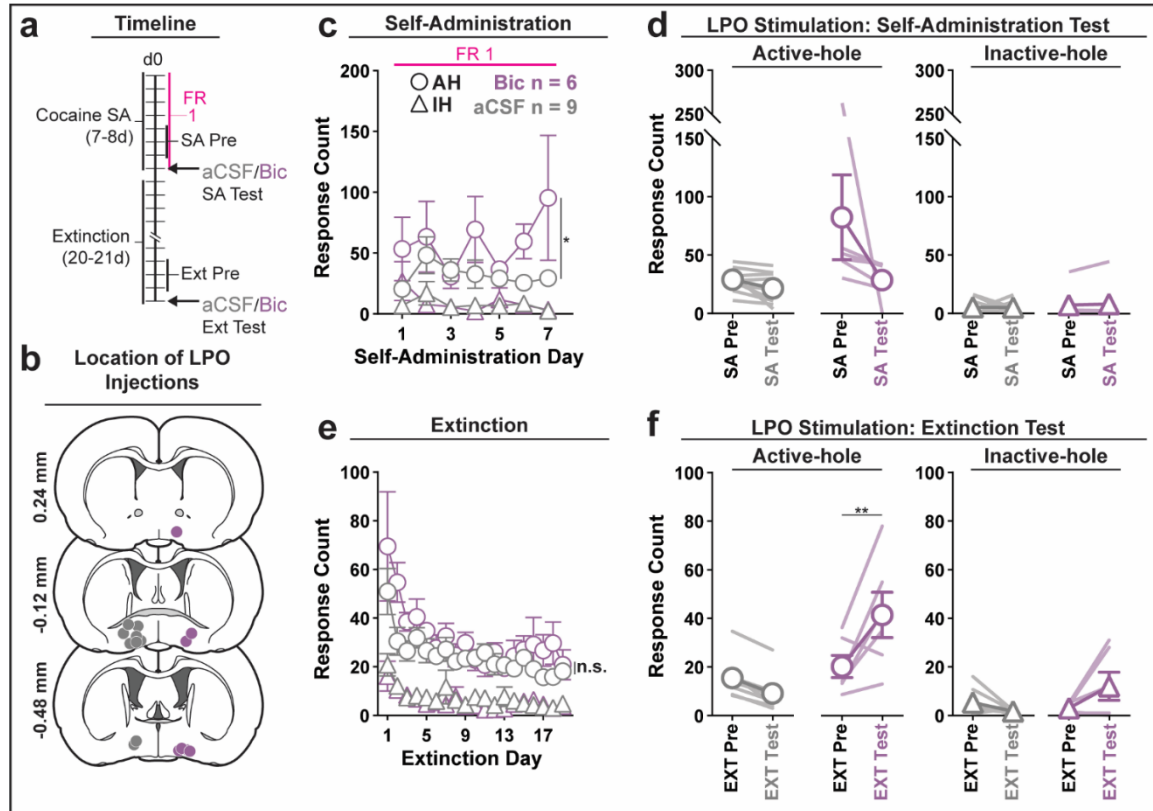 a
Timeline
d0
Cocaine SA
(7-8d)
FR
1
SA Pre
aCSF/Bic
SA Test
Extinction
(20-21d)
Ext Pre
aCSF/Bic
Ext Test
b
Location of LPO
Injections
0.24 mm
-0.12 mm
-0.48 mm
c
Self-Administration
FR 1
AH
Bic n = 6
IH
aCSF n = 9
Response Count
200
150
100
50
0
*
1
3
5
7
Self-Administration Day
d
LPO Stimulation: Self-Administration Test
Active-hole
Inactive-hole
Response Count
300
250
150
100
50
0
300
250
150
100
50
0
SA Pre
SA Test
SA Pre
SA Test
SA Pre
SA Test
SA Pre
SA Test
e
Extinction
Response Count
100
80
60
40
20
0
n.s.
1
5
9
13
17
Extinction Day
f
LPO Stimulation: Extinction Test
Active-hole
Inactive-hole
Response Count
100
80
60
40
20
0
**
100
80
60
40
20
0
EXT Pre
EXT Test
EXT Pre
EXT Test
EXT Pre
EXT Test
EXT Pre
EXT Test